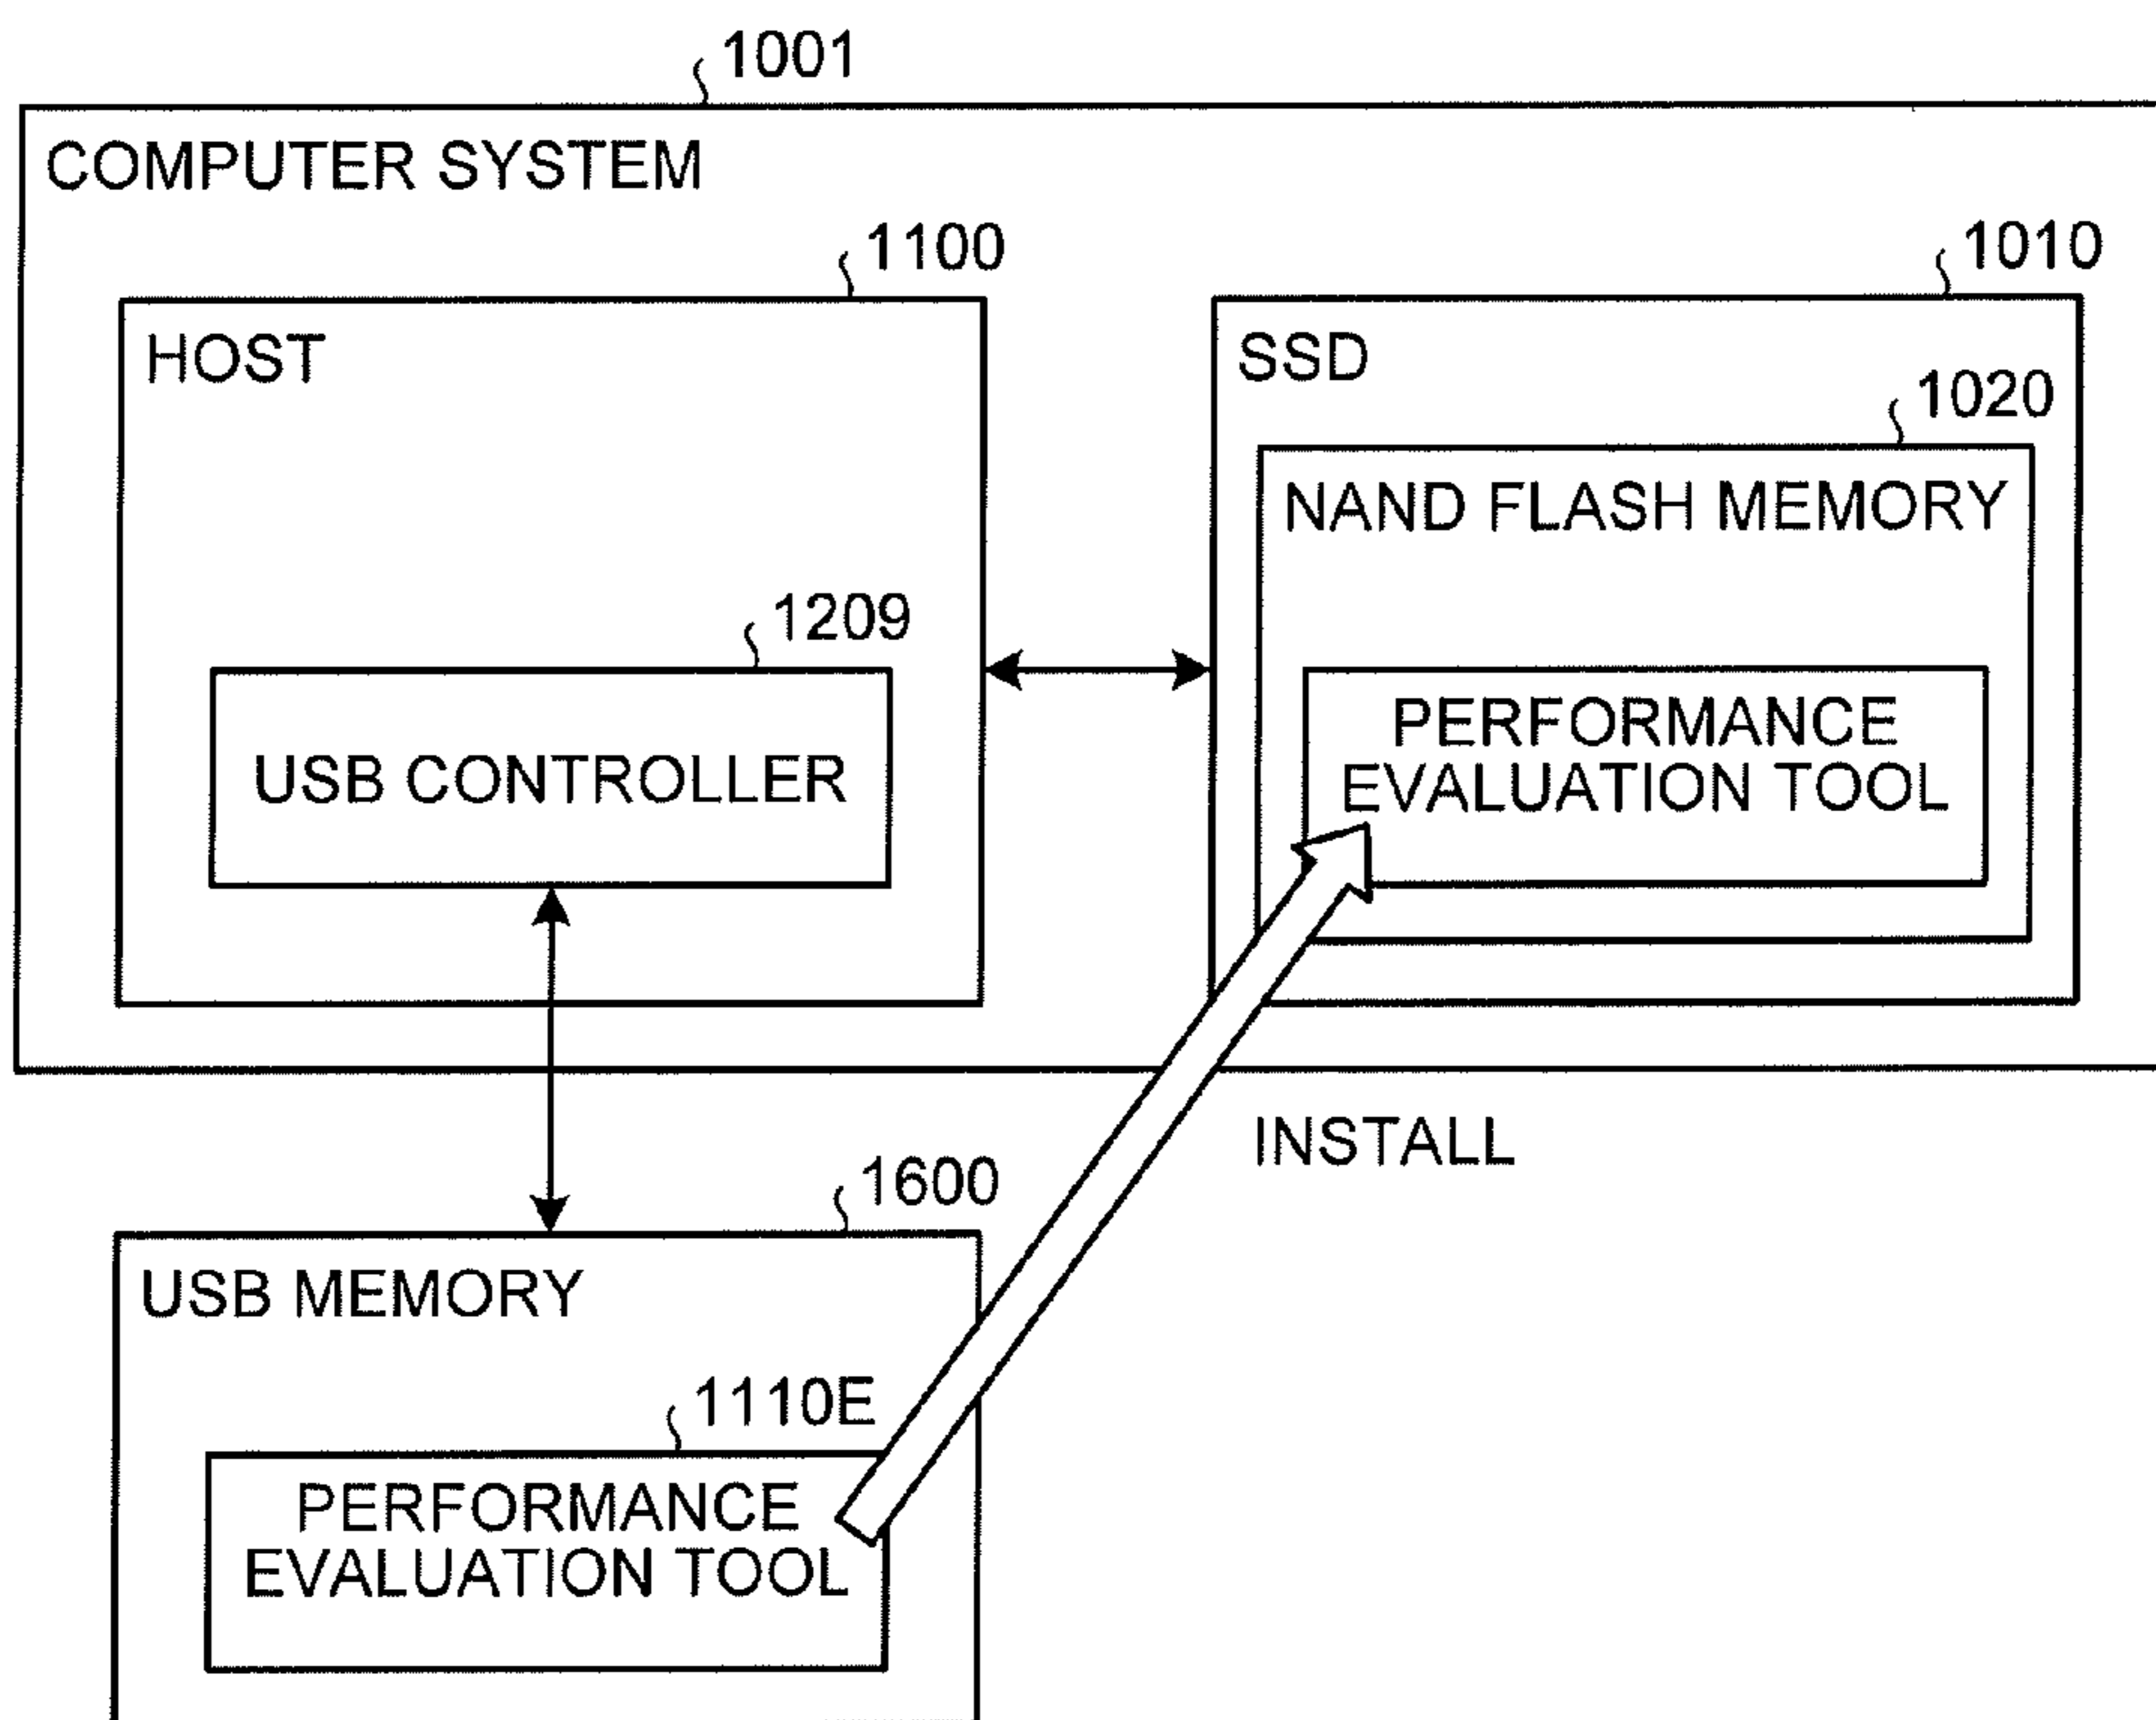 1001
COMPUTER SYSTEM
1100
1010
HOST
SSD
1020
NAND FLASH MEMORY
1209
USB CONTROLLER
PERFORMANCE
EVALUATION TOOL
INSTALL
1600
USB MEMORY
1110E
PERFORMANCE
EVALUATION TOOL